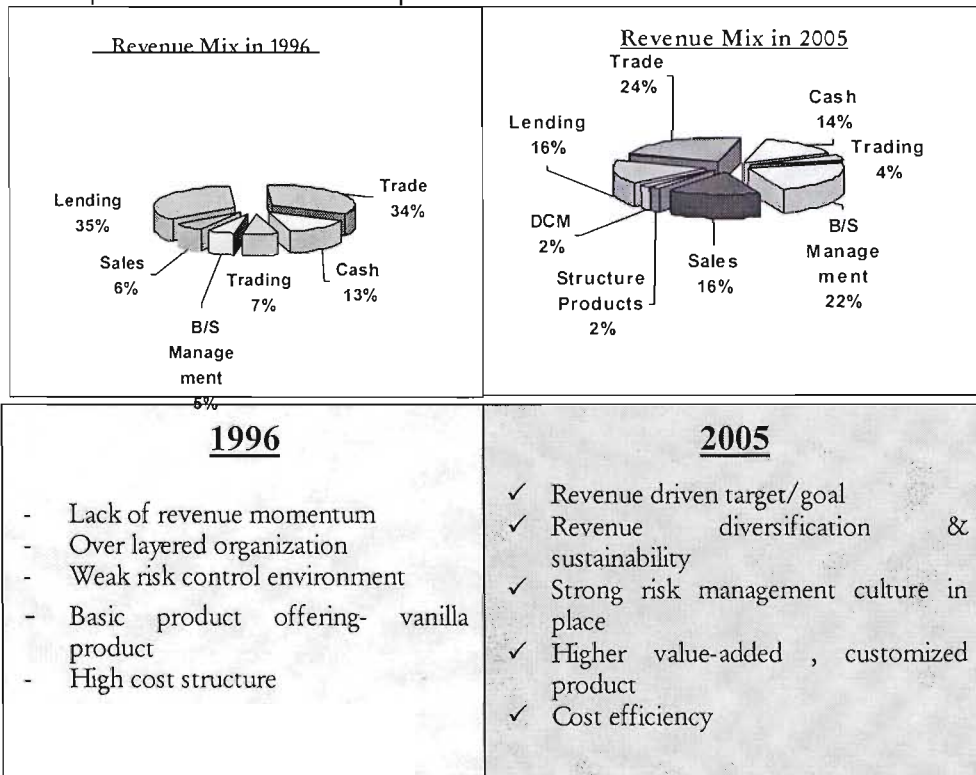 Revenue Mix in 1996
Lending
35%
Trade
34%
Sales
6%
Trading
7%
Cash
13%
B/S
Manage
ment
5%
Revenue Mix in 2005
Trade
24%
Cash
14%
Lending
16%
Trading
4%
DCM
2%
B/S
Manage
ment
22%
Sales
16%
Structure
Products
2%
1996
- Lack of revenue momentum
- Over layered organization
- Weak risk control environment
- Basic product offering- vanilla
product
- High cost structure
2005
✓ Revenue driven target/goal
✓ Revenue diversification &
sustainability
✓ Strong risk management culture in
place
✓ Higher value-added , customized
product
✓ Cost efficiency